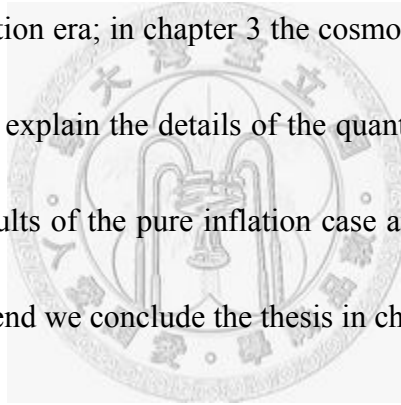 tion era; in chapter 3 the cosmo
explain the details of the quant
ults of the pure inflation case a
end we conclude the thesis in ch